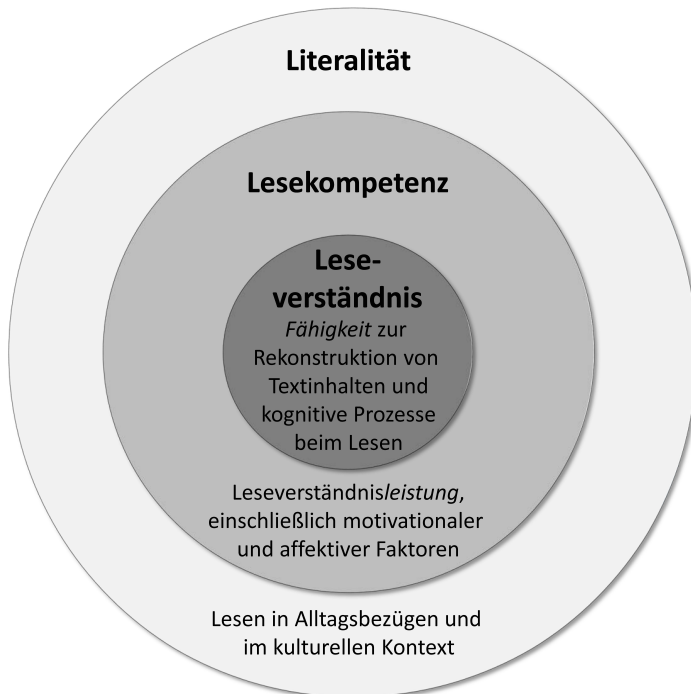 Literalität
Lesekompetenz
Lese-
verständnis
Fähigkeit zur
Rekonstruktion von
Textinhalten und
kognitive Prozesse
beim Lesen
Leseverständnisleistung,
einschließlich motivationaler
und affektiver Faktoren
Lesen in Alltagsbezügen und
im kulturellen Kontext